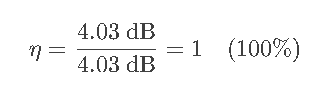 η = 4.03 dB / 4.03 dB = 1 (100%)